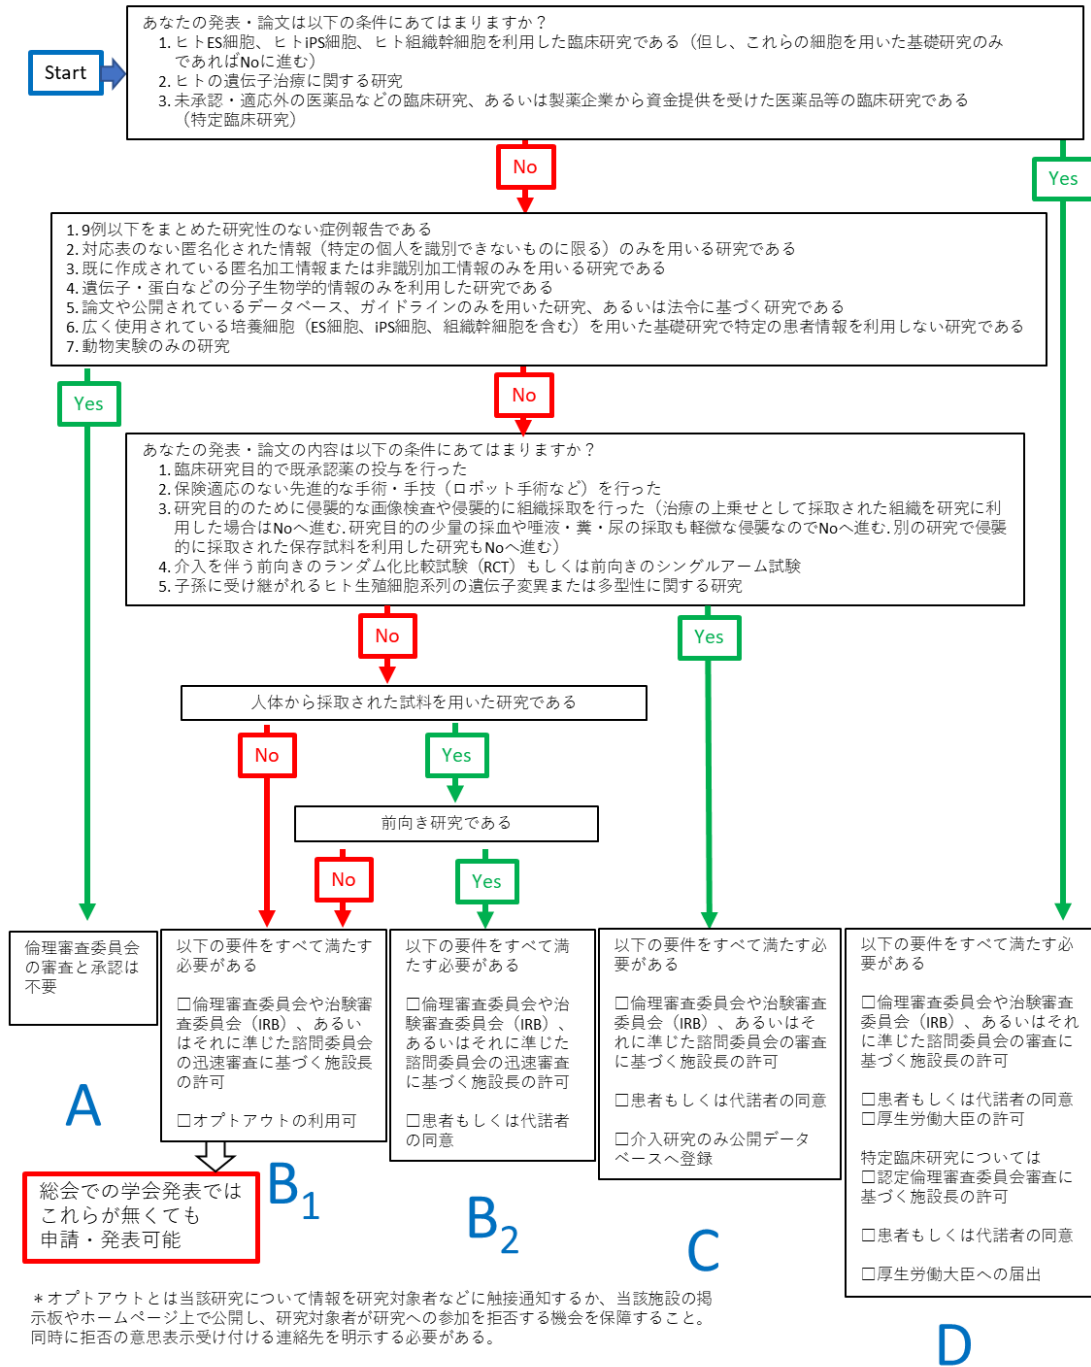 あなたの発表・論文は以下の条件にあてはまりますか？
1. ヒトES細胞、ヒトiPS細胞、ヒト組織幹細胞を利用した臨床研究である（但し、これらの細胞を用いた基礎研究のみ
であればNoに進む）
2. ヒトの遺伝子治療に関する研究
3. 未承認・適応外の医薬品などの臨床研究、あるいは製薬企業から資金提供を受けた医薬品等の臨床研究である
（特定臨床研究）
Start
No
Yes
1. 9例以下をまとめた研究性のない症例報告である
2. 対応表のない匿名化された情報（特定の個人を識別できないものに限る）のみを用いる研究である
3. 既に作成されている匿名加工情報または非識別加工情報のみを用いる研究である
4. 遺伝子・蛋白などの分子生物学的情報のみを利用した研究である
5. 論文や公開されているデータベース、ガイドラインのみを用いた研究、あるいは法令に基づく研究である
6. 広く使用されている培養細胞（ES細胞、iPS細胞、組織幹細胞を含む）を用いた基礎研究で特定の患者情報を利用しない研究である
7. 動物実験のみの研究
Yes
No
あなたの発表・論文の内容は以下の条件にあてはまりますか？
1. 臨床研究目的で既承認薬の投与を行った
2. 保険適応のない先進的な手術・手技（ロボット手術など）を行った
3. 研究目的のために侵襲的な画像検査や侵襲的に組織採取を行った（治療の上乗せとして採取された組織を研究に利
用した場合はNoへ進む. 研究目的の少量の採血や唾液・糞・尿の採取も軽微な侵襲なのでNoへ進む. 別の研究で侵襲
的に採取された保存試料を利用した研究もNoへ進む）
4. 介入を伴う前向きのランダム化比較試験（RCT）もしくは前向きのシングルアーム試験
5. 子孫に受け継がれるヒト生殖細胞系列の遺伝子変異または多型性に関する研究
No
Yes
人体から採取された試料を用いた研究である
No
Yes
前向き研究である
No
Yes
倫理審査委員会
の審査と承認は
不要
A
以下の要件をすべて満たす
必要がある
□倫理審査委員会や治験審
査委員会（IRB）、あるい
はそれに準じた諮問委員会
の迅速審査に基づく施設長
の許可
□オプトアウトの利用可
B1
総会での学会発表では
これらが無くても
申請・発表可能
以下の要件をすべて満
たす必要がある
□倫理審査委員会や治
験審査委員会（IRB）、
あるいはそれに準じた
諮問委員会の迅速審査
に基づく施設長の許可
□患者もしくは代諾者
の同意
B2
以下の要件をすべて満たす必
要がある
□倫理審査委員会や治験審査
委員会（IRB）、あるいはそ
れに準じた諮問委員会の審査
に基づく施設長の許可
□患者もしくは代諾者の同意
□介入研究のみ公開データ
ベースへ登録
C
以下の要件をすべて満たす必
要がある
□倫理審査委員会や治験審査
委員会（IRB）、あるいはそれ
に準じた諮問委員会の審査に
基づく施設長の許可
□患者もしくは代諾者の同意
□厚生労働大臣の許可
特定臨床研究については
□認定倫理審査委員会審査に
基づく施設長の許可
□患者もしくは代諾者の同意
□厚生労働大臣への届出
D
＊オプトアウトとは当該研究について情報を研究対象者などに触接通知するか、当該施設の掲
示板やホームページ上で公開し、研究対象者が研究への参加を拒否する機会を保障すること。
同時に拒否の意思表示受け付ける連絡先を明示する必要がある。